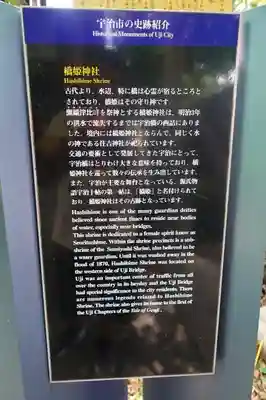 宇治市の史跡紹介
Historical Monuments of Uji City
橋姫神社
Hashihime Shrine
古代より、水辺、特に橋は心霊が宿るところと
されており、橋姫はその守り神です
瀬織津比咩を祭神とする橋姫神社は、明治3年
の洪水で流失するまでは宇治橋の西詰にありま
した。境内には橋姫神社とならんで、同じく水
の神である住吉神社が祀られています。
交通の要衝として発展してきた宇治にとって、
宇治橋はとりわけ大きな意味を持っており、橋
姫神社を巡って数々の伝承を生み出しています。
また、宇治が主要な舞台となっている、源氏物
語宇治十帖の第一帖は、「橋姫」と名付けられて
おり、橋姫神社はその古跡となっています。
Hashihime is one of the many guardian deities
believed since ancient times to reside near bodies
of water, especially near bridges.
This shrine is dedicated to a female spirit know as
Seoritsuhime. Within the shrine precincts is a sub-
shrine of the Sumiyoshi Shrine, also believed to be
a water guardian. Until it was washed away in the
flood of 1870, Hashihime Shrine was located on
the western side of Uji Bridge.
Uji was an important center of traffic from all
over the country in its heyday and the Uji Bridge
had special significance to the city residents. There
are numerous legends related to Hashihime
Shrine. The shrine also gives its name to the first of
the Uji Chapters of the Tale of Genji.